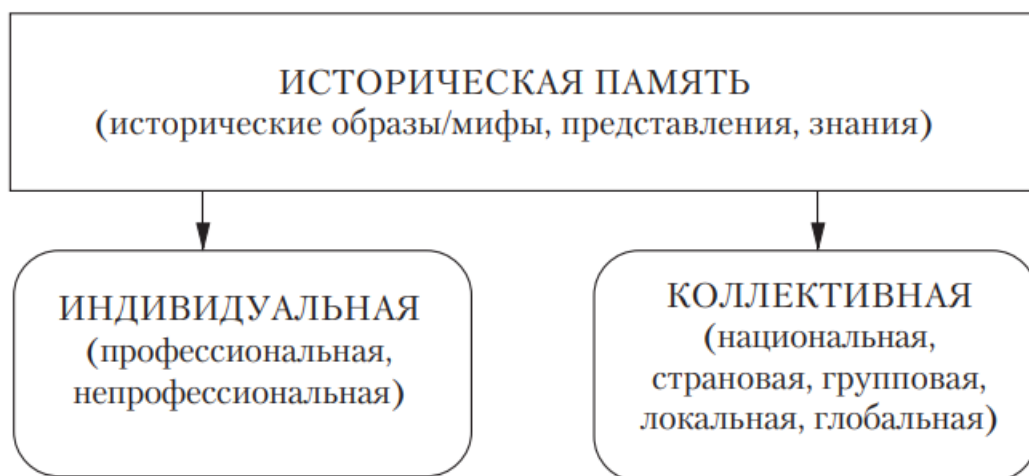 ИСТОРИЧЕСКАЯ ПАМЯТЬ
(исторические образы/мифы, представления, знания)
ИНДИВИДУАЛЬНАЯ
(профессиональная,
непрофессиональная)
КОЛЛЕКТИВНАЯ
(национальная,
страновая, групповая,
локальная, глобальная)